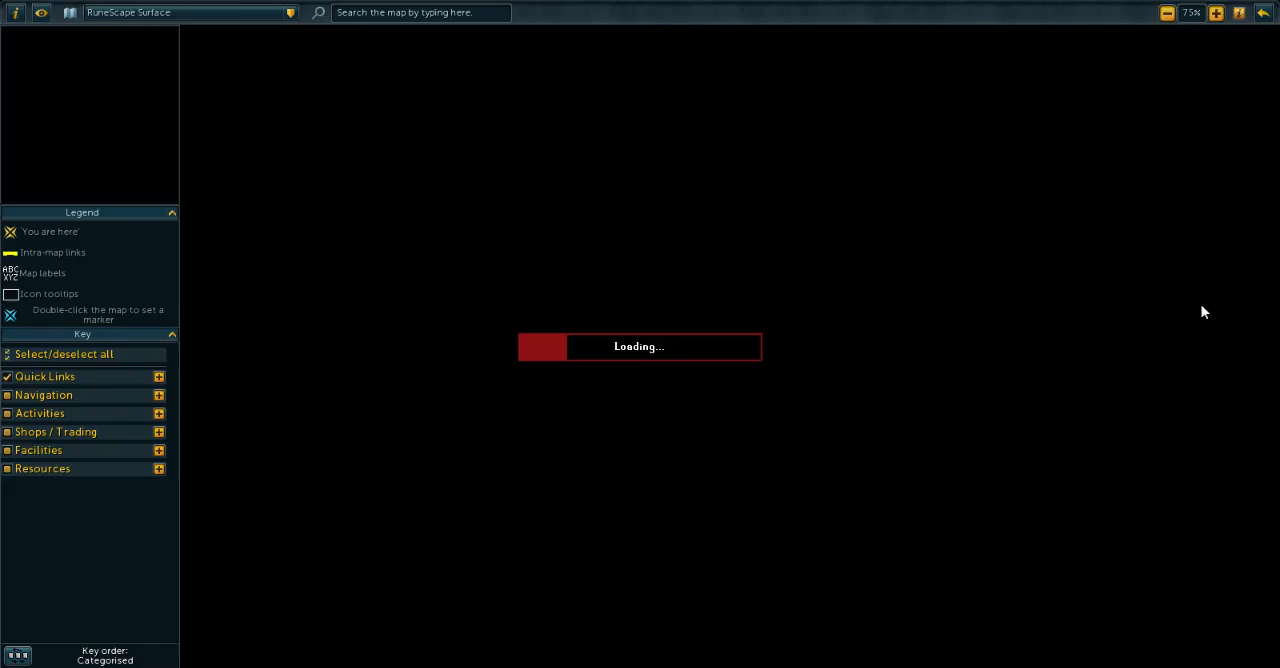 RuneScape Surface
Search the map by typing here.
75%
Legend
'You are here'
Intra-map links
ABC
XYZ
Map labels
Icon tooltips
Double-click the map to set a
marker
Key
Select/deselect all
Quick Links
Navigation
Activities
Shops / Trading
Facilities
Resources
Loading...
Key order:
Categorised